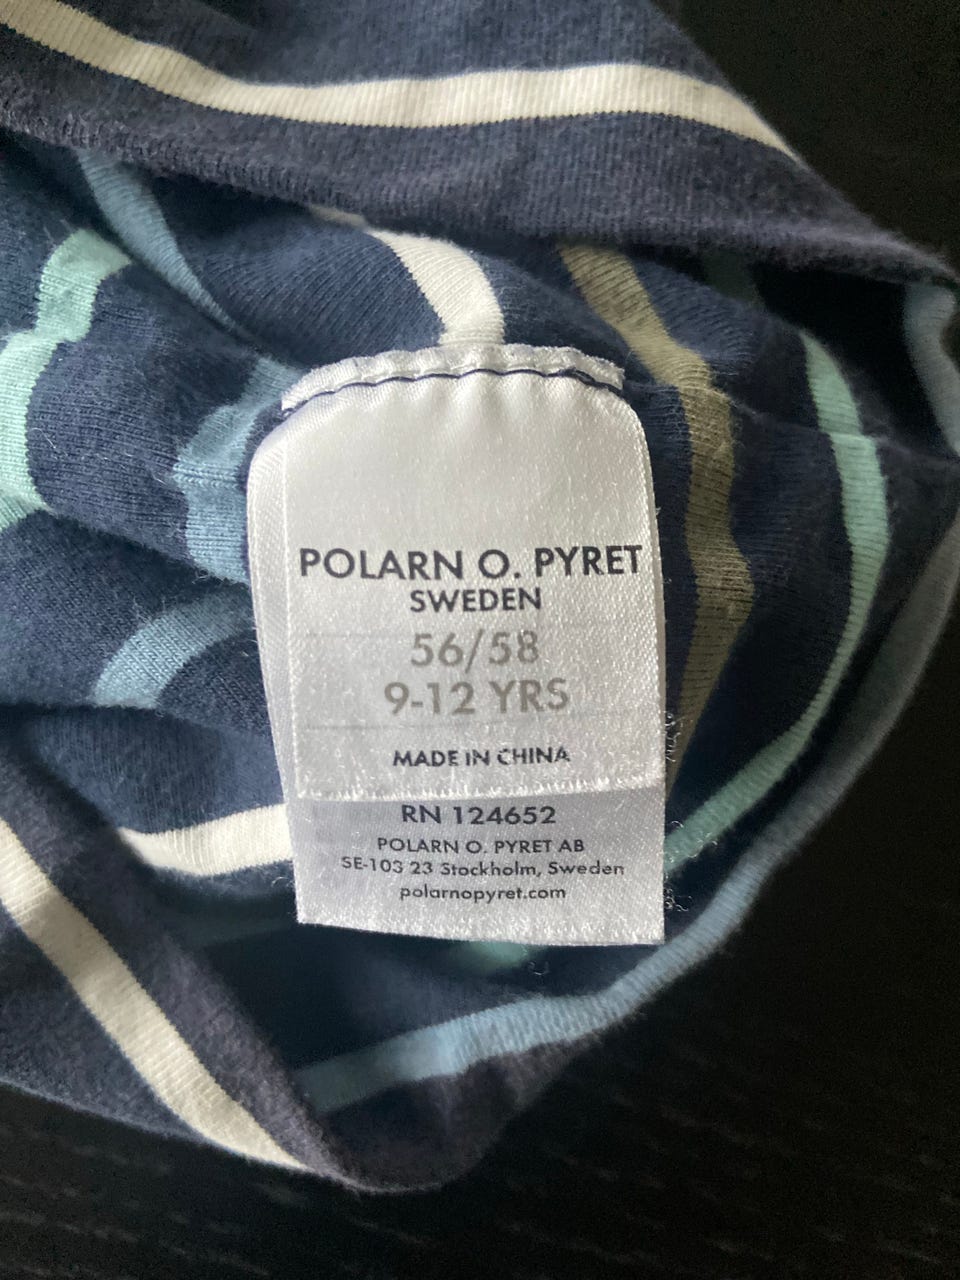 POLARN O. PYRET
SWEDEN
56/58
9-12 YRS
MADE IN CHINA
RN 124652
POLARN O. PYRET AB
SE-103 23 Stockholm, Sweden
polarnopyret.com